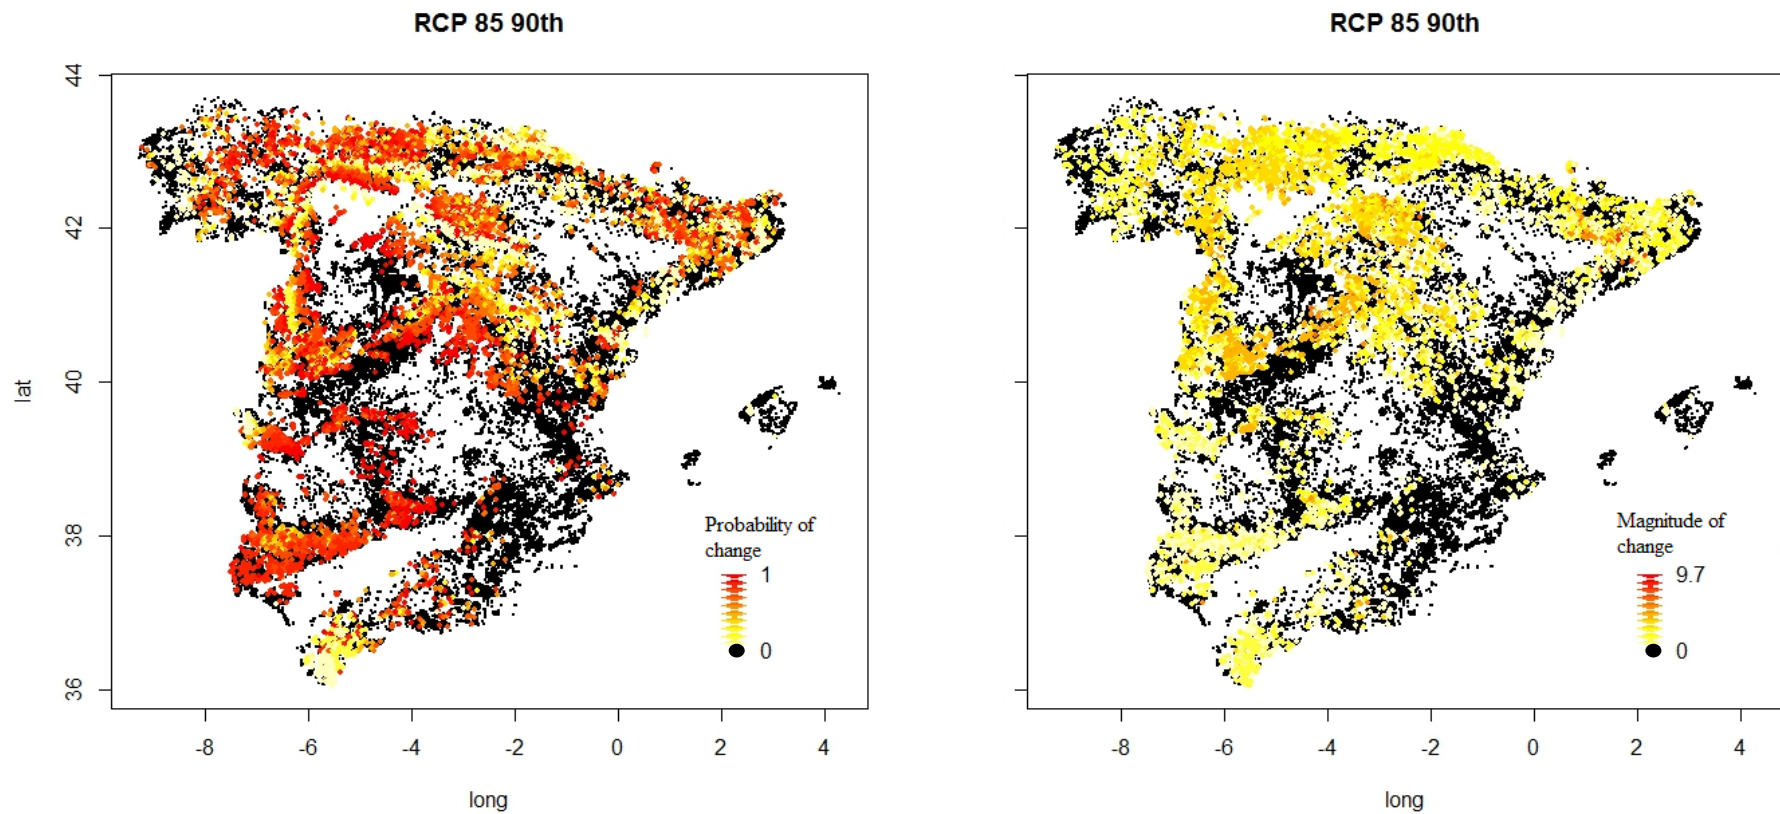 RCP 85 90th
lat
44
42
40
38
36
Probability of
change
1
0
-8 -6 -4 -2 0 2 4
long
RCP 85 90th
Magnitude of
change
9.7
0
-8 -6 -4 -2 0 2 4
long